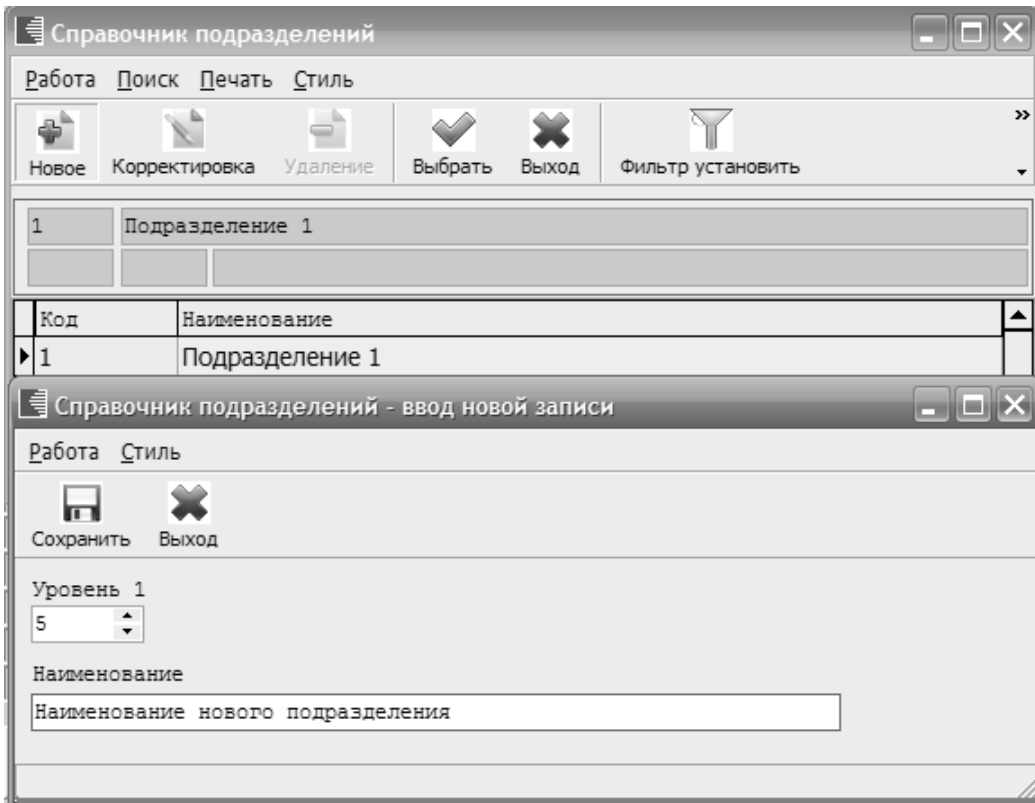 Справочник подразделений
Работа Поиск Печать Стиль
Новое Корректировка Удаление Выбрать Выход Фильтр установить
1 Подразделение 1
Код Наименование
1 Подразделение 1
Справочник подразделений - ввод новой записи
Работа Стиль
Сохранить Выход
Уровень 1
5
Наименование
Наименование нового подразделения